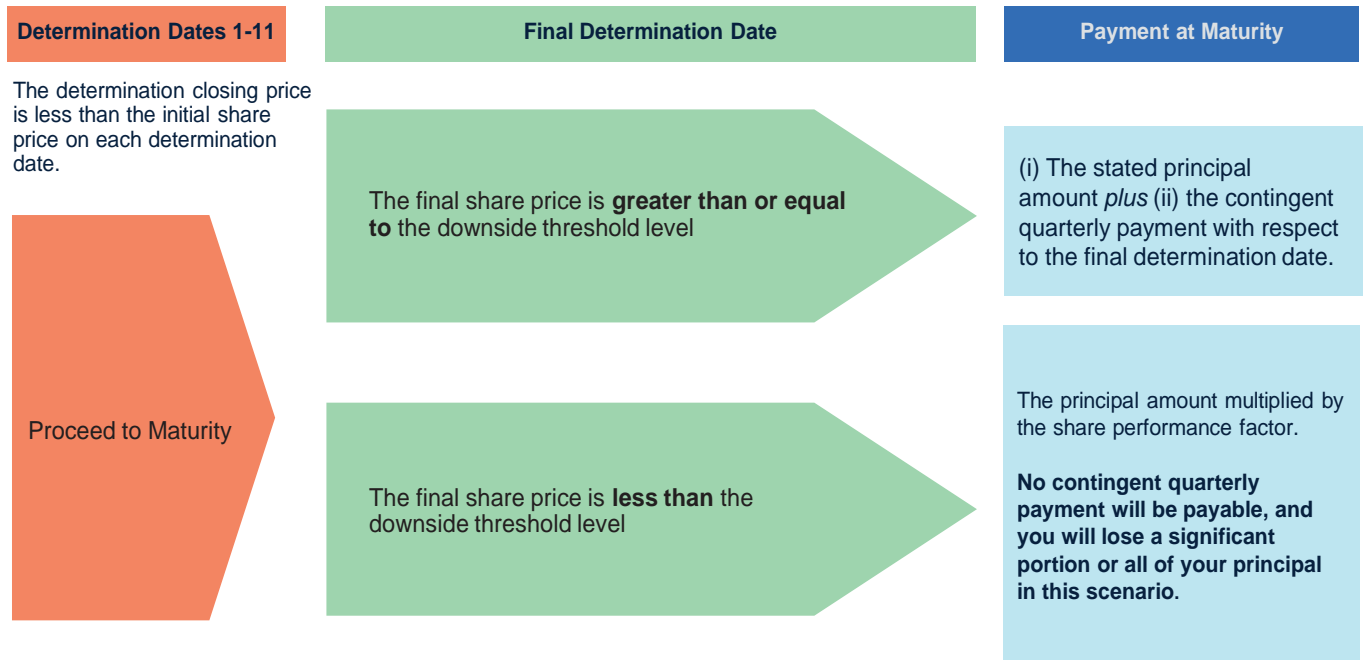 Determination Dates 1-11
Final Determination Date
Payment at Maturity
The determination closing price
is less than the initial share
price on each determination
date.
Proceed to Maturity
The final share price is greater than or equal
to the downside threshold level
(i) The stated principal
amount plus (ii) the contingent
quarterly payment with respect
to the final determination date.
The final share price is less than the
downside threshold level
The principal amount multiplied by
the share performance factor.
No contingent quarterly
payment will be payable, and
you will lose a significant
portion or all of your principal
in this scenario.